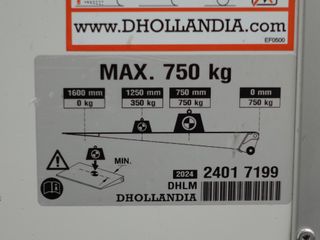 www.DHOLLANDIA.com
EF0600
MAX. 750 kg
1600 mm 1250 mm 750 mm 0 mm
0 kg 350 kg 750 kg 750 kg
MIN.
2024 2401 7199
DHLM
DHOLLANDIA